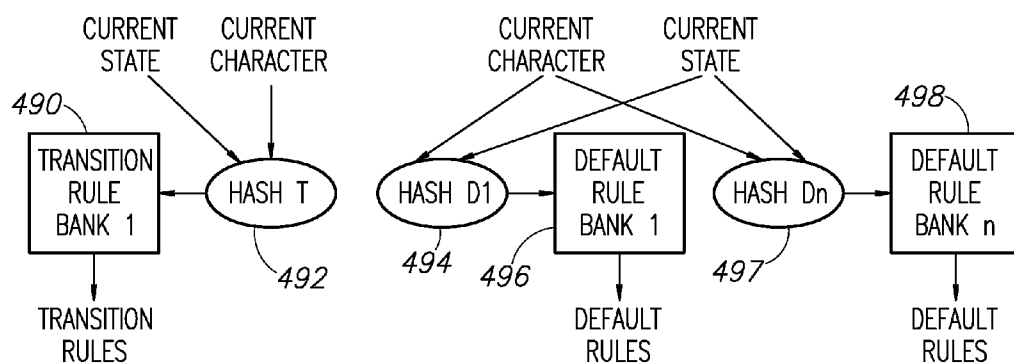 CURRENT STATE
CURRENT CHARACTER
CURRENT CHARACTER
CURRENT STATE
490
498
TRANSITION RULE BANK 1
HASH T
HASH D1
DEFAULT RULE BANK 1
HASH Dn
DEFAULT RULE BANK n
492
494
496
497
TRANSITION RULES
DEFAULT RULES
DEFAULT RULES